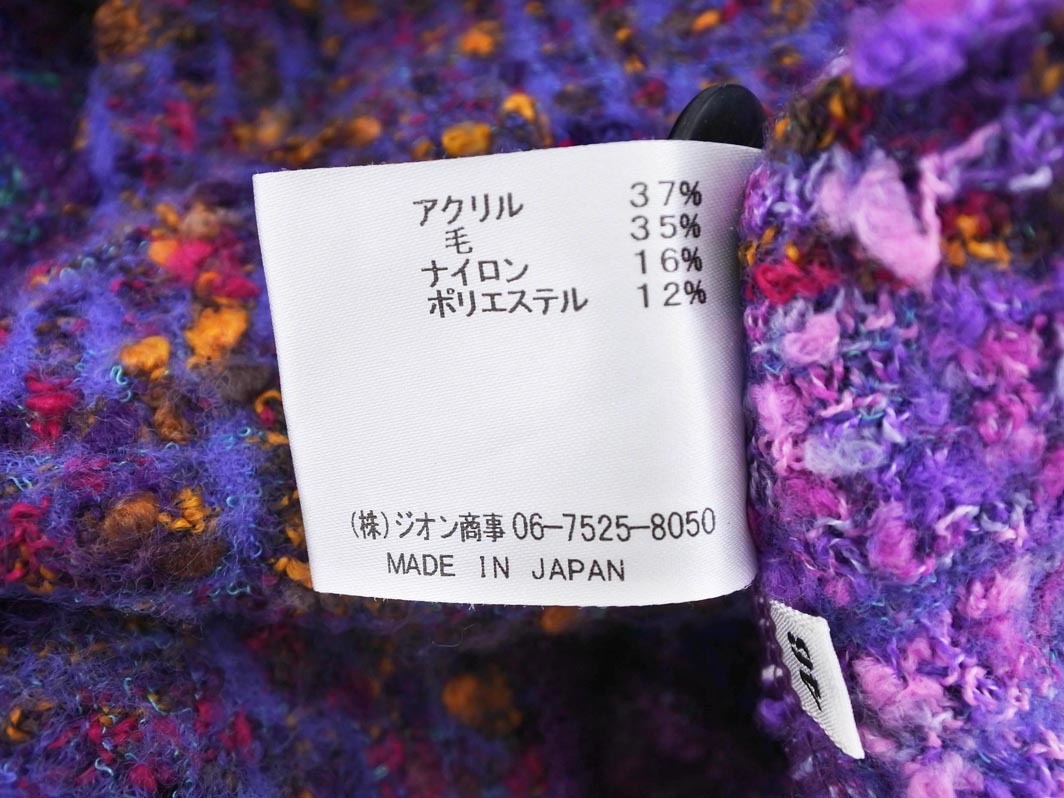 アクリル 37%
毛 35%
ナイロン 16%
ポリエステル 12%
(株)ジオン商事 06-7525-8050
MADE IN JAPAN